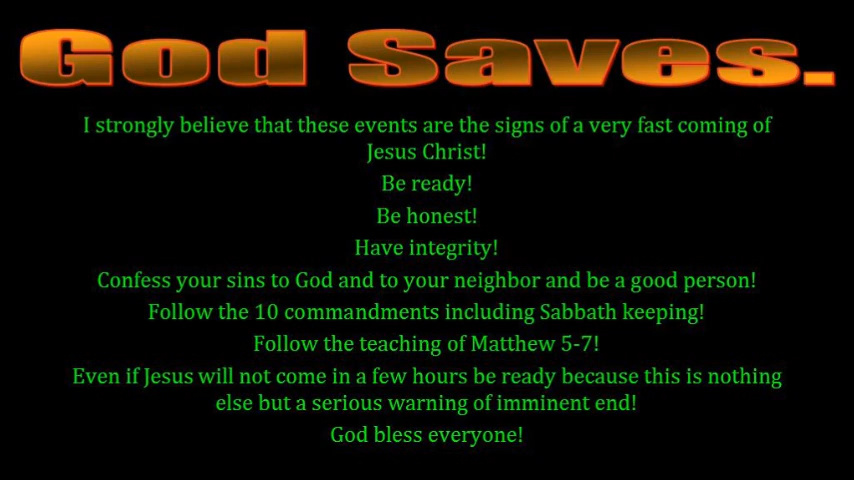 God Saves.
I strongly believe that these events are the signs of a very fast coming of
Jesus Christ!
Be ready!
Be honest!
Have integrity!
Confess your sins to God and to your neighbor and be a good person!
Follow the 10 commandments including Sabbath keeping!
Follow the teaching of Matthew 5-7!
Even if Jesus will not come in a few hours be ready because this is nothing
else but a serious warning of imminent end!
God bless everyone!